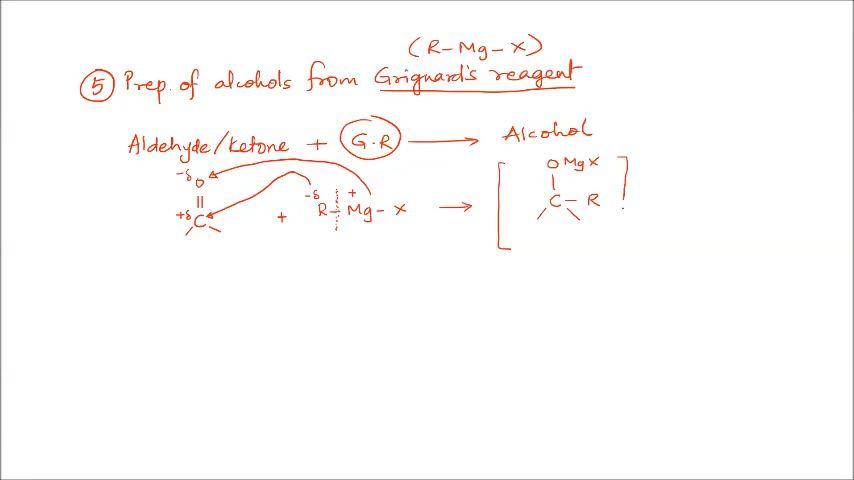 (R-Mg-X)
5 Prep. of alcohols from Grignard's reagent
Aldehyde/Ketone + G.R → Alcohol
-δ O OMgX
+δ C + -δ R - + Mg - X → C - R